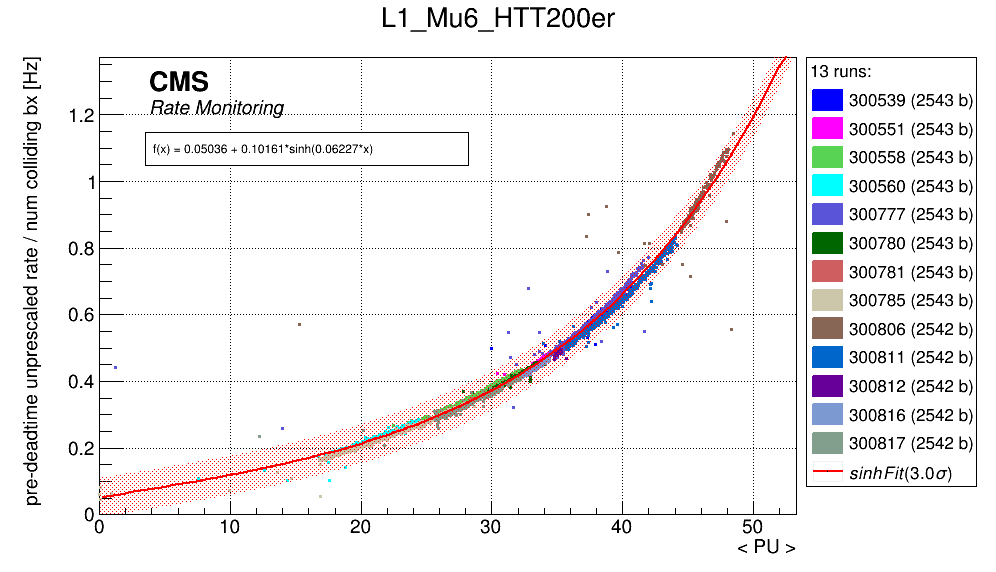 L1_Mu6_HTT200er
pre-deadtime unprescaled rate / num colliding bx [Hz]
CMS
Rate Monitoring
f(x) = 0.05036 + 0.10161*sinh(0.06227*x)
1.2
1
0.8
0.6
0.4
0.2
0
0 10 20 30 40 50
< PU >
13 runs:
300539 (2543 b)
300551 (2543 b)
300558 (2543 b)
300560 (2543 b)
300777 (2543 b)
300780 (2543 b)
300781 (2543 b)
300785 (2543 b)
300806 (2542 b)
300811 (2542 b)
300812 (2542 b)
300816 (2542 b)
300817 (2542 b)
sinhFit(3.0σ)